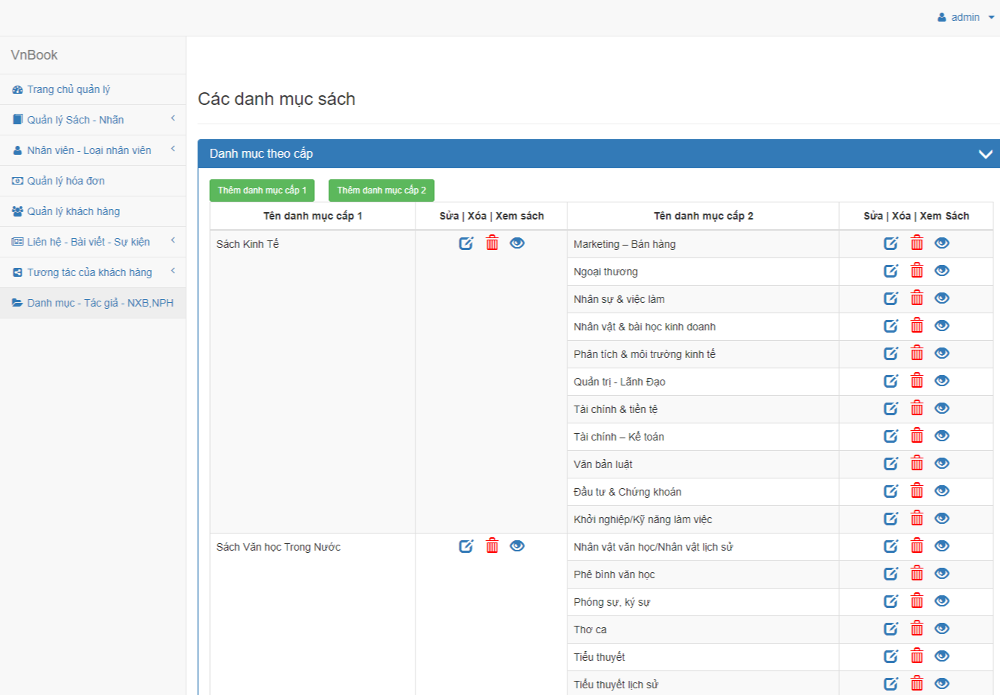 admin
VnBook
Trang chủ quản lý
Quản lý Sách - Nhãn
Nhân viên - Loại nhân viên
Quản lý hóa đơn
Quản lý khách hàng
Liên hệ - Bài viết - Sự kiện
Tương tác của khách hàng
Danh mục - Tác giả - NXB,NPH
Các danh mục sách
Danh mục theo cấp
Thêm danh mục cấp 1 Thêm danh mục cấp 2
Tên danh mục cấp 1 Sửa | Xóa | Xem sách Tên danh mục cấp 2 Sửa | Xóa | Xem Sách
Sách Kinh Tế Marketing – Bán hàng
Ngoại thương
Nhân sự & việc làm
Nhân vật & bài học kinh doanh
Phân tích & môi trường kinh tế
Quản trị - Lãnh Đạo
Tài chính & tiền tệ
Tài chính – Kế toán
Văn bản luật
Đầu tư & Chứng khoán
Khởi nghiệp/Kỹ năng làm việc
Sách Văn học Trong Nước Nhân vật văn học/Nhân vật lịch sử
Phê bình văn học
Phóng sự, ký sự
Thơ ca
Tiểu thuyết
Tiểu thuyết lịch sử